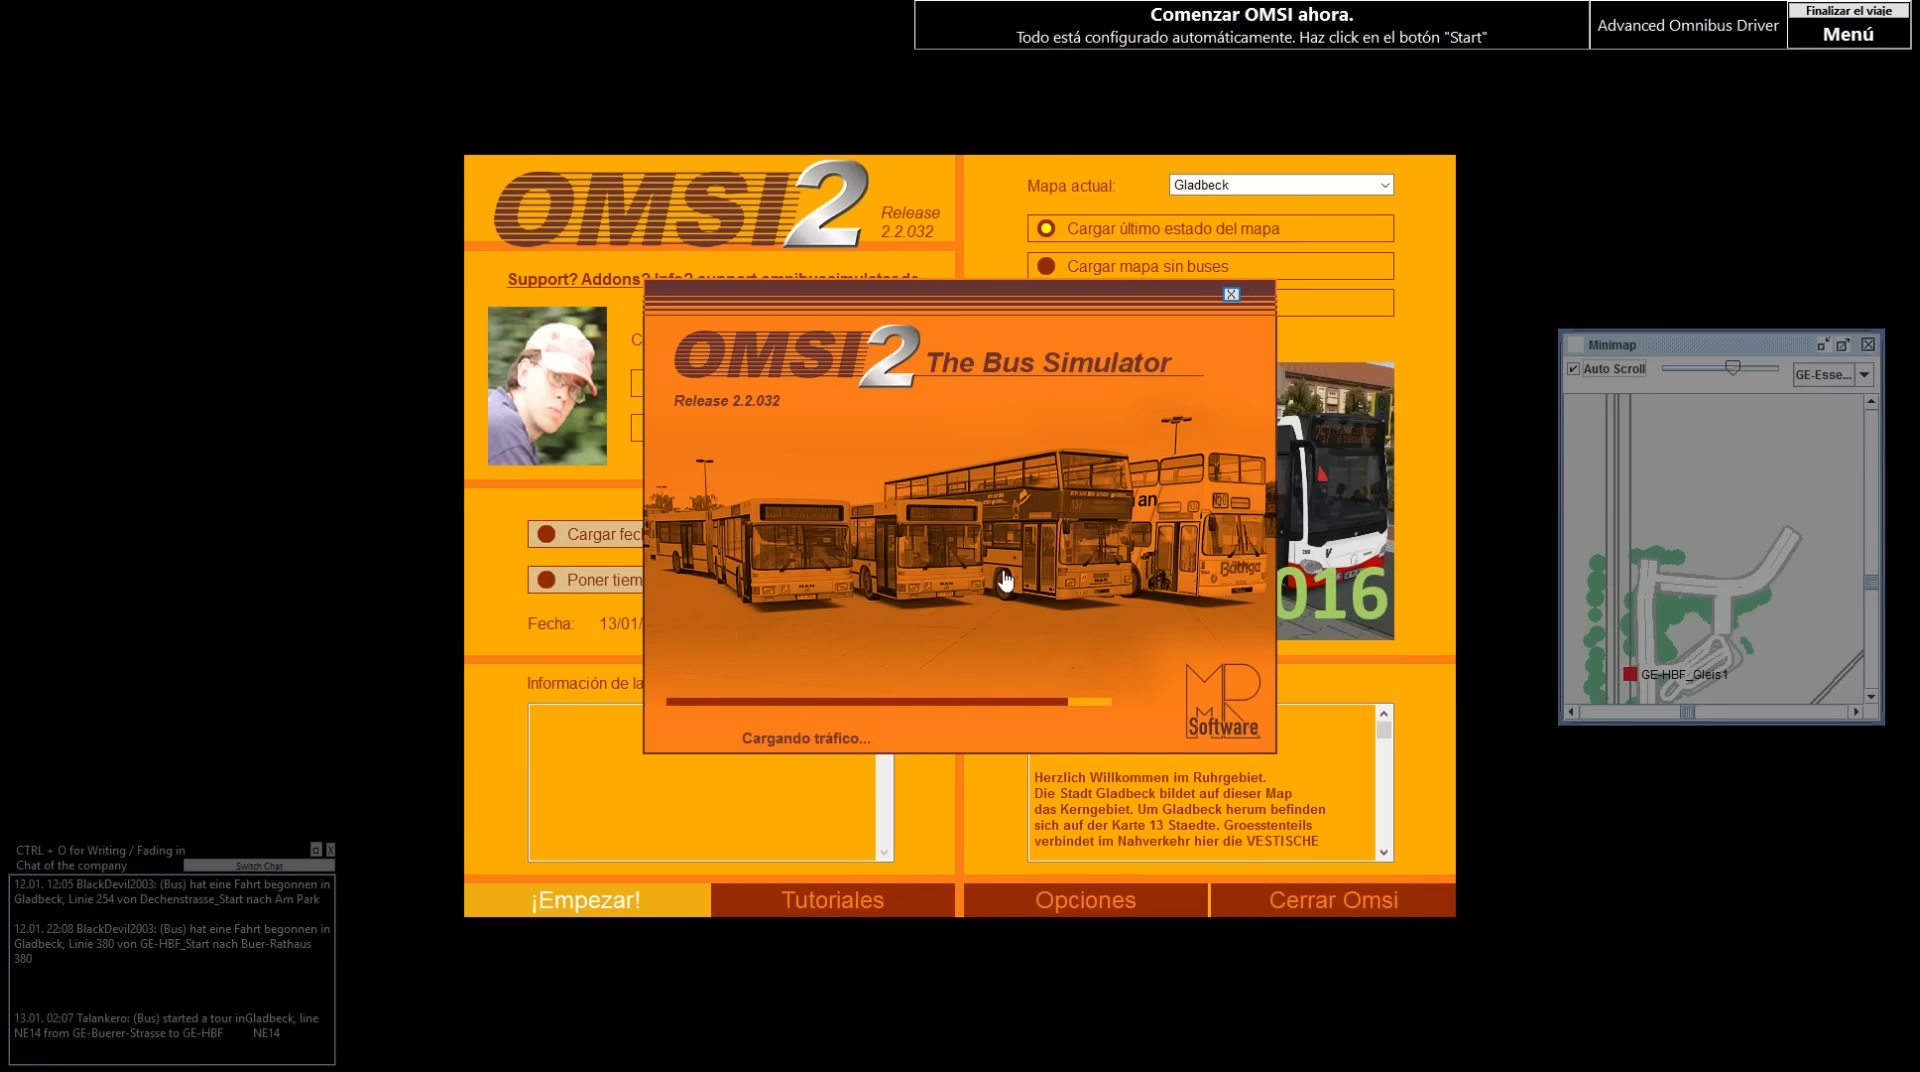 Comenzar OMSI ahora.
Todo está configurado automáticamente. Haz click en el botón "Start"
Advanced Omnibus Driver
Finalizar el viaje
Menú
OMSI2
Release
2.2.032
Mapa actual:
Gladbeck
Cargar último estado del mapa
Support? Addons?
Cargar mapa sin buses
C
OMSI2 The Bus Simulator
Release 2.2.032
Cargar fec
Poner tiem
Fecha:
13/01/
016
Información de la
MR
Software
Cargando tráfico...
Herzlich Willkommen im Ruhrgebiet.
Die Stadt Gladbeck bildet auf dieser Map
das Kerngebiet. Um Gladbeck herum befinden
sich auf der Karte 13 Staedte. Groesstenteils
verbindet im Nahverkehr hier die VESTISCHE
¡Empezar!
Tutoriales
Opciones
Cerrar Omsi
Minimap
Auto Scroll
GE-Esse...
GE-HBF_Gleis1
CTRL + O for Writing / Fading in
Chat of the company
Switch Chat
12.01. 12:05 BlackDevil2003: (Bus) hat eine Fahrt begonnen in
Gladbeck, Linie 254 von Dechenstrasse_Start nach Am Park
12.01. 22:08 BlackDevil2003: (Bus) hat eine Fahrt begonnen in
Gladbeck, Linie 380 von GE-HBF_Start nach Buer-Rathaus
380
13.01. 02:07 Talankero: (Bus) started a tour inGladbeck, line
NE14 from GE-Buerer-Strasse to GE-HBF NE14